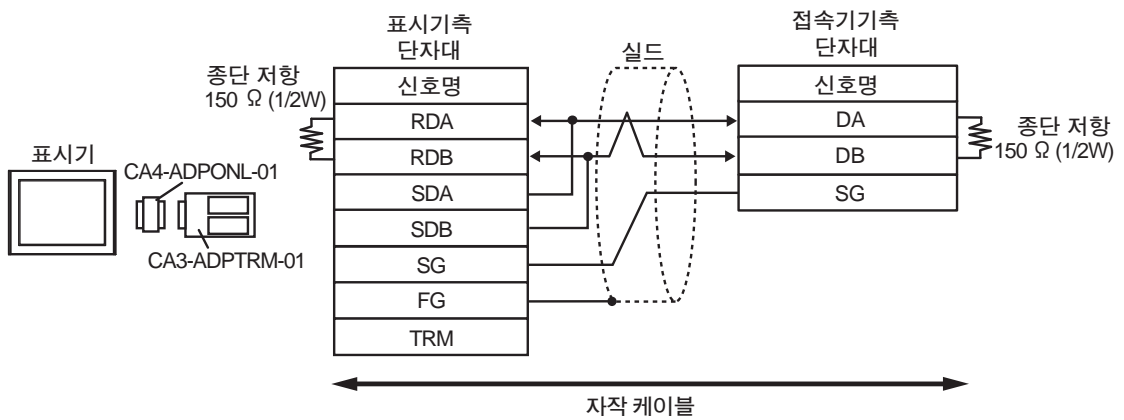 표시기측
단자대
접속기기측
단자대
실드
종단 저항
150 Ω (1/2W)
신호명
RDA
RDB
SDA
SDB
SG
FG
TRM
신호명
DA
DB
SG
종단 저항
150 Ω (1/2W)
표시기
CA4-ADPONL-01
CA3-ADPTRM-01
자작 케이블